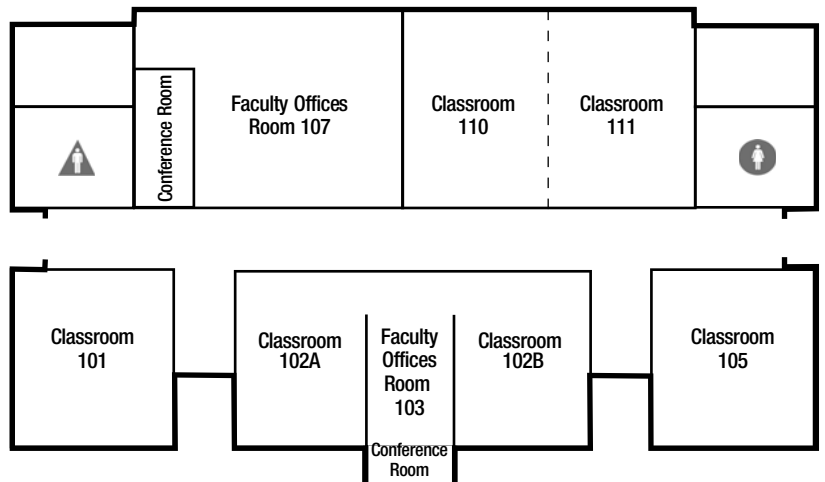 Conference Room
Faculty Offices
Room 107
Classroom
110
Classroom
111
Classroom
101
Classroom
102A
Faculty
Offices
Room
103
Classroom
102B
Classroom
105
Conference
Room